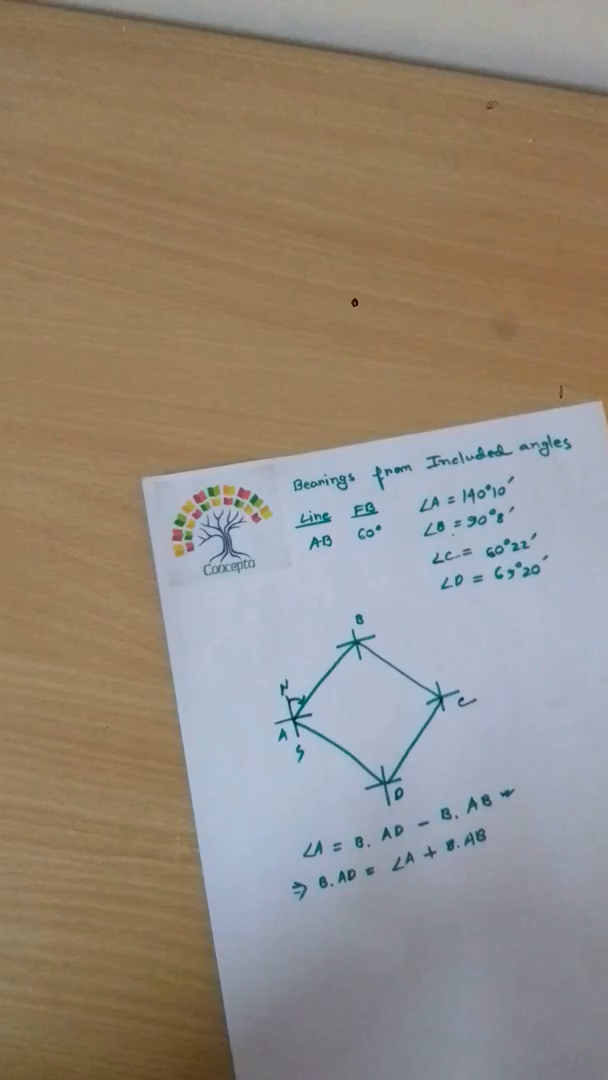 Bearings from Included angles
Line FB
AB 60°
∠A = 140°10′
∠B = 90°8′
∠C = 60°22′
∠D = 69°20′
Concepta
B
N
A
S
C
D
∠A = B. AD - B. AB
⇒ B. AD = ∠A + B. AB